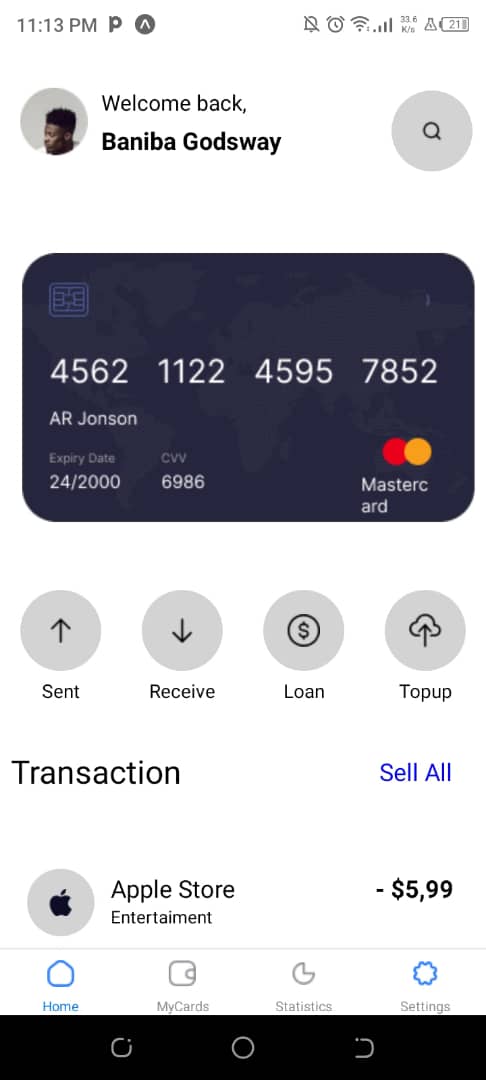 11:13 PM
33.6
K/s
21
Welcome back,
Baniba Godsway
4562 1122 4595 7852
AR Jonson
Expiry Date CVV
24/2000 6986
Masterc
ard
Sent Receive Loan Topup
Transaction Sell All
Apple Store - $5,99
Entertaiment
Home MyCards Statistics Settings